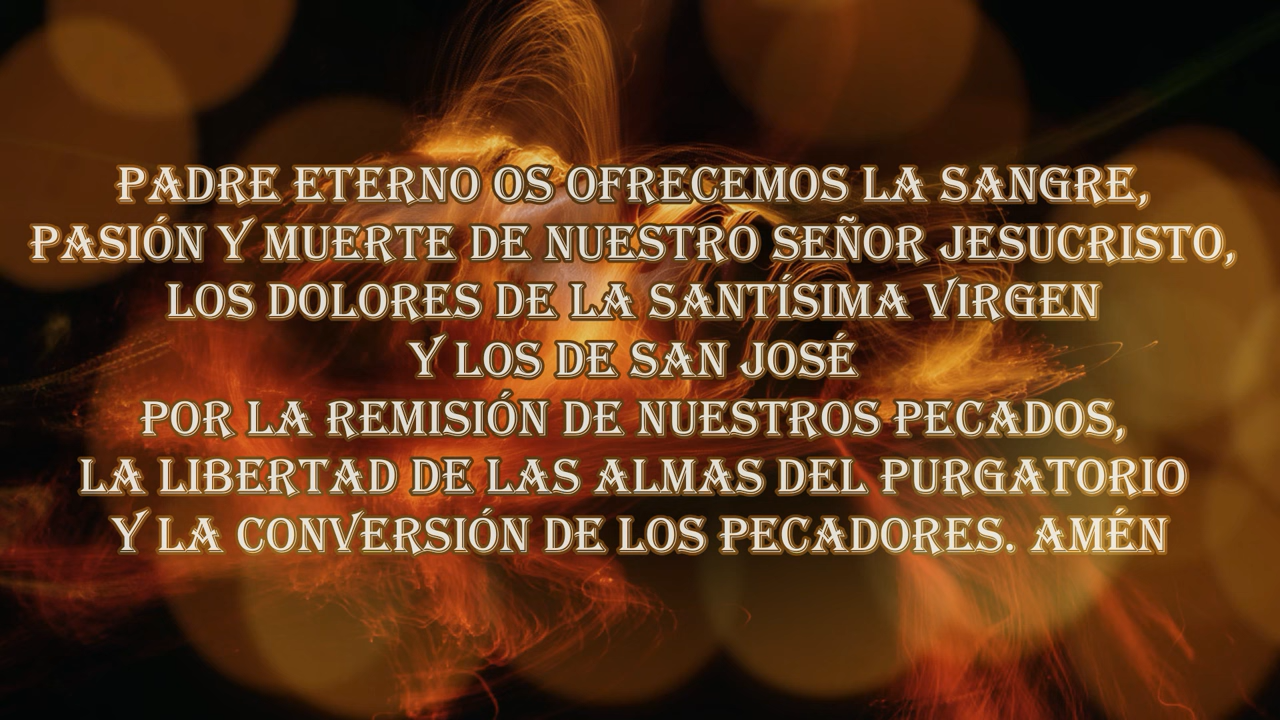 PADRE ETERNO OS OFRECEMOS LA SANGRE,
PASIÓN Y MUERTE DE NUESTRO SEÑOR JESUCRISTO,
LOS DOLORES DE LA SANTÍSIMA VIRGEN
Y LOS DE SAN JOSÉ
POR LA REMISIÓN DE NUESTROS PECADOS,
LA LIBERTAD DE LAS ALMAS DEL PURGATORIO
Y LA CONVERSIÓN DE LOS PECADORES. AMÉN